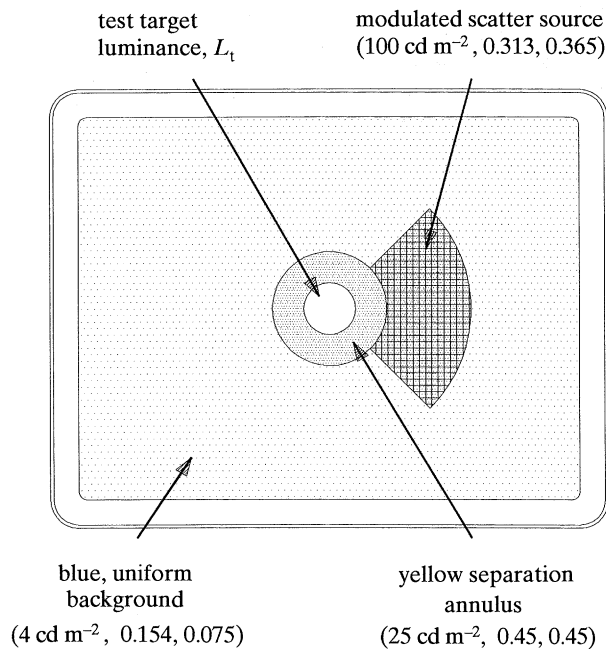 test target
luminance, Lt
modulated scatter source
(100 cd m⁻², 0.313, 0.365)
blue, uniform
background
(4 cd m⁻², 0.154, 0.075)
yellow separation
annulus
(25 cd m⁻², 0.45, 0.45)